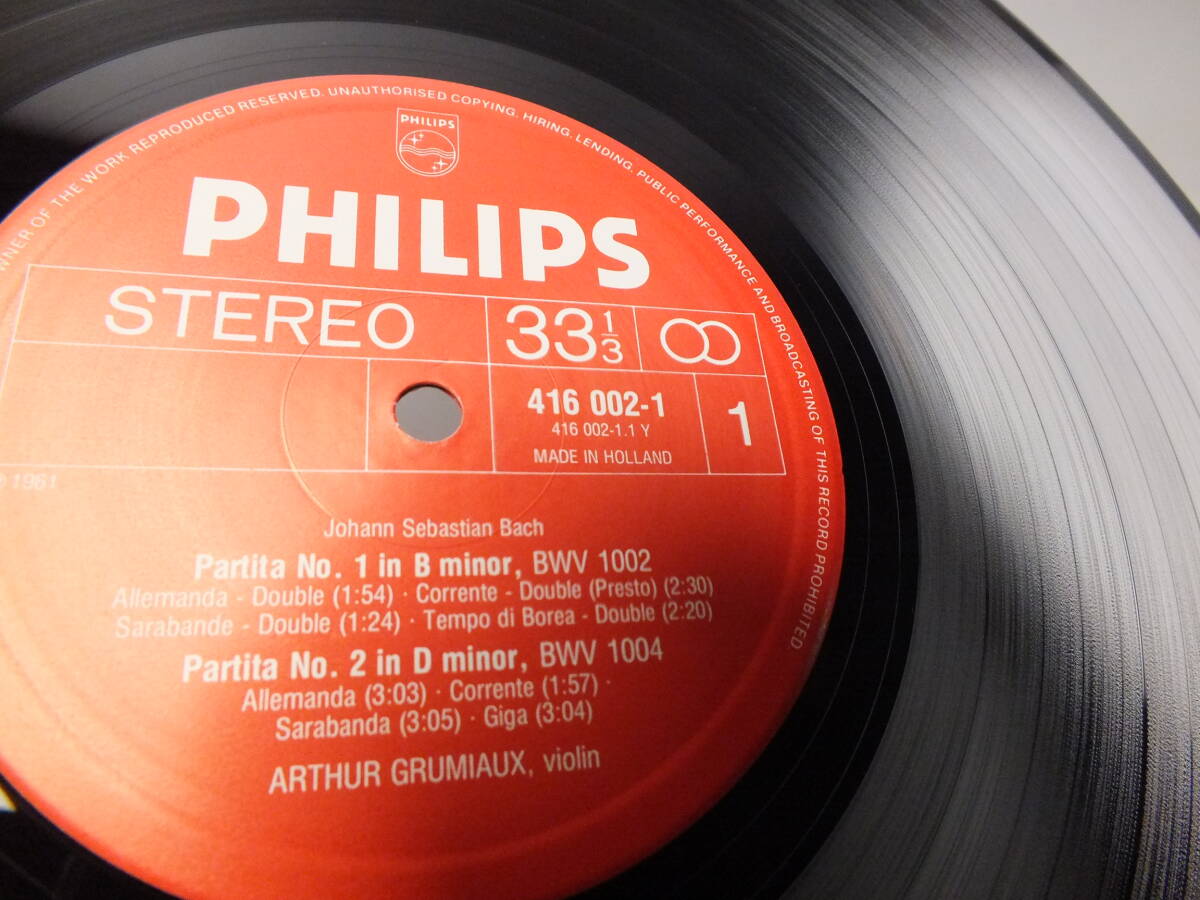 OWNER OF THE WORK REPRODUCED RESERVED. UNAUTHORISED COPYING, HIRING, LENDING, PUBLIC PERFORMANCE AND BROADCASTING OF THIS RECORD PROHIBITED
PHILIPS
PHILIPS
STEREO
33 1/3
416 002-1
416 002-1.1 Y
MADE IN HOLLAND
1
℗ 1961
Johann Sebastian Bach
Partita No. 1 in B minor, BWV 1002
Allemanda - Double (1:54) · Corrente - Double (Presto) (2:30)
Sarabande - Double (1:24) · Tempo di Borea - Double (2:20)
Partita No. 2 in D minor, BWV 1004
Allemanda (3:03) · Corrente (1:57) ·
Sarabanda (3:05) · Giga (3:04)
ARTHUR GRUMIAUX, violin